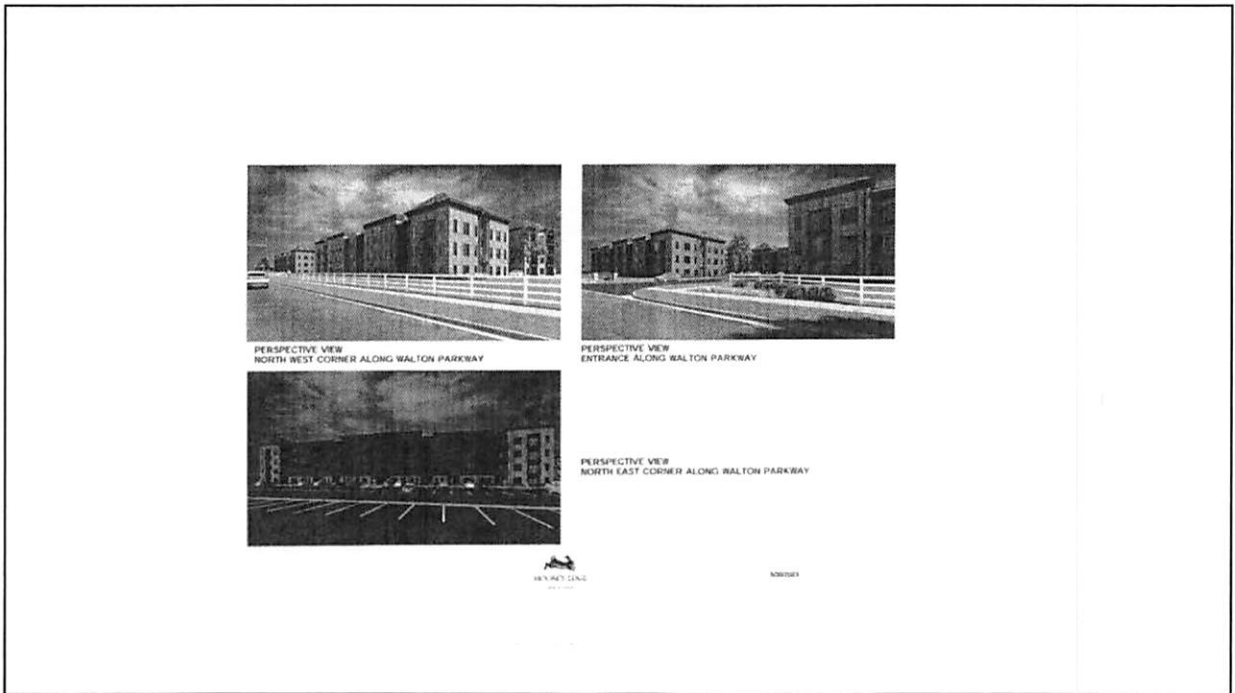 PERSPECTIVE VIEW
NORTH WEST CORNER ALONG WALTON PARKWAY
PERSPECTIVE VIEW
ENTRANCE ALONG WALTON PARKWAY
PERSPECTIVE VIEW
NORTH EAST CORNER ALONG WALTON PARKWAY